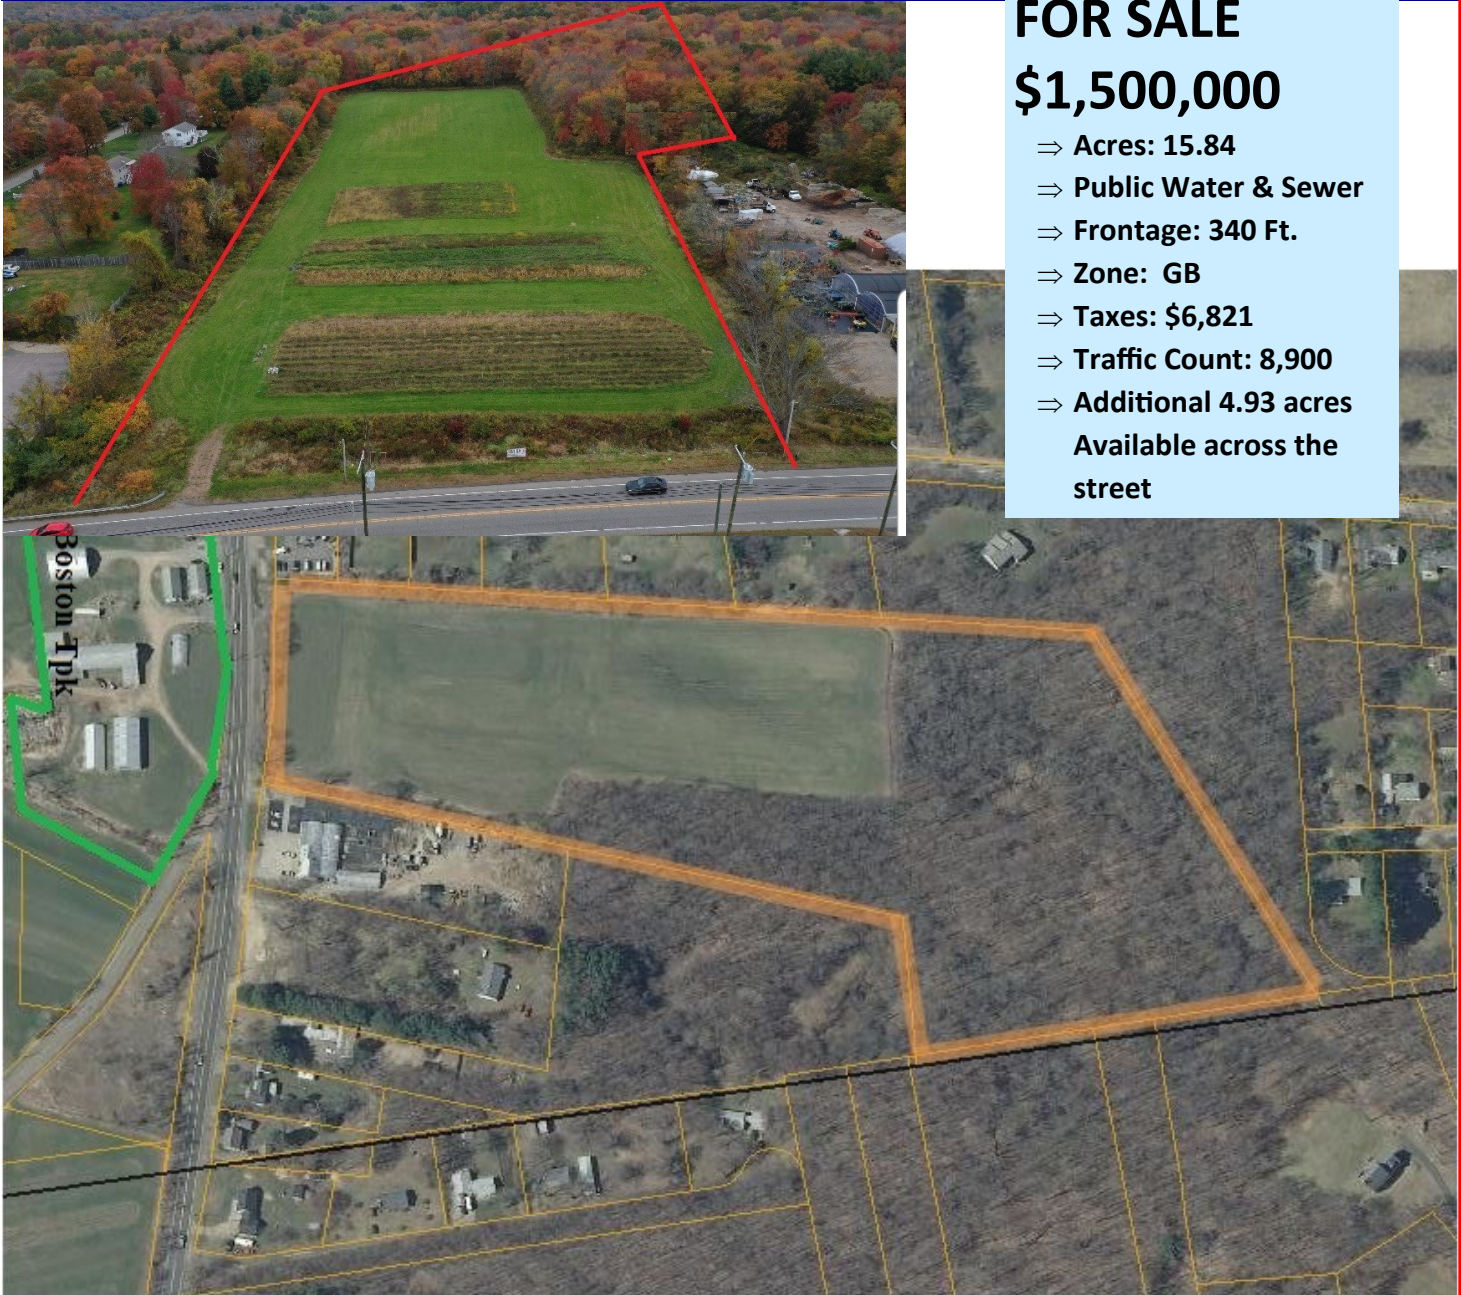 FOR SALE
$1,500,000
⇒ Acres: 15.84
⇒ Public Water & Sewer
⇒ Frontage: 340 Ft.
⇒ Zone: GB
⇒ Taxes: $6,821
⇒ Traffic Count: 8,900
⇒ Additional 4.93 acres
Available across the
street
Boston Tpk